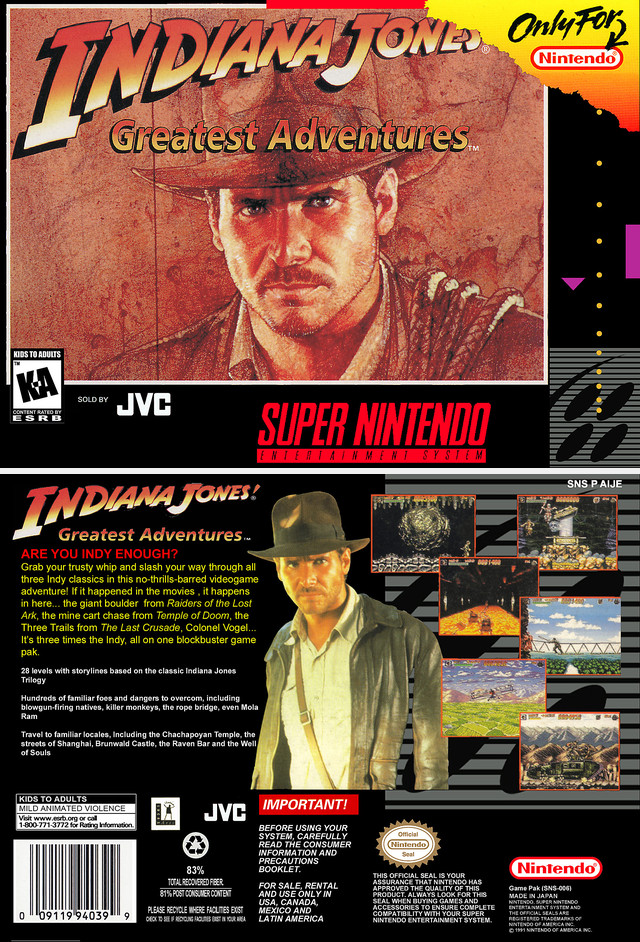 INDIANA JONES®
Greatest Adventures™
Only For
Nintendo
KIDS TO ADULTS
TM
K-A
CONTENT RATED BY
ESRB
SOLD BY JVC
SUPER NINTENDO
ENTERTAINMENT SYSTEM
INDIANA JONES!®
Greatest Adventures™
SNS P AIJE
ARE YOU INDY ENOUGH?
Grab your trusty whip and slash your way through all
three Indy classics in this no-thrills-barred videogame
adventure! If it happened in the movies , it happens
in here... the giant boulder from Raiders of the Lost
Ark, the mine cart chase from Temple of Doom, the
Three Trails from The Last Crusade, Colonel Vogel...
It's three times the Indy, all on one blockbuster game
pak.
28 levels with storylines based on the classic Indiana Jones
Trilogy
Hundreds of familiar foes and dangers to overcom, including
blowgun-firing natives, killer monkeys, the rope bridge, even Mola
Ram
Travel to familiar locales, Including the Chachapoyan Temple, the
streets of Shanghai, Brunwald Castle, the Raven Bar and the Well
of Souls
KIDS TO ADULTS
MILD ANIMATED VIOLENCE
Visit www.esrb.org or call
1-800-771-3772 for Rating Information.
JVC
0 09119 94039 9
83%
TOTAL RECOVERED FIBER.
81% POST CONSUMER CONTENT
PLEASE RECYCLE WHERE FACILITIES EXIST
CHECK TO SEE IF RECYCLING FACILITIES EXIST IN YOUR AREA
IMPORTANT!
BEFORE USING YOUR
SYSTEM, CAREFULLY
READ THE CONSUMER
INFORMATION AND
PRECAUTIONS
BOOKLET.
FOR SALE, RENTAL
AND USE ONLY IN
USA, CANADA,
MEXICO AND
LATIN AMERICA
Official
Nintendo
Seal
THIS OFFICIAL SEAL IS YOUR
ASSURANCE THAT NINTENDO HAS
APPROVED THE QUALITY OF THIS
PRODUCT. ALWAYS LOOK FOR THIS
SEAL WHEN BUYING GAMES AND
ACCESSORIES TO ENSURE COMPLETE
COMPATIBILITY WITH YOUR SUPER
NINTENDO ENTERTAINMENT SYSTEM.
Nintendo
Game Pak (SNS-006)
MADE IN JAPAN
NINTENDO, SUPER NINTENDO
ENTERTAINMENT SYSTEM AND
THE OFFICIAL SEALS ARE
REGISTERED TRADEMARKS OF
NINTENDO OF AMERICA INC.
© 1991 NINTENDO OF AMERICA INC.